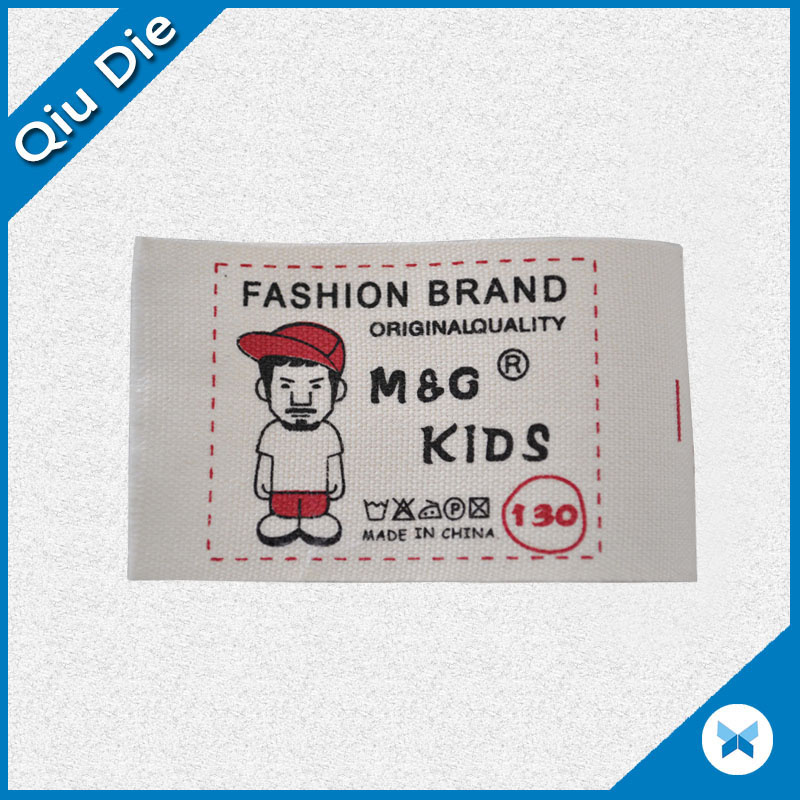 Qiu Die
FASHION BRAND
ORIGINALQUALITY
M&G ®
KIDS
P
130
MADE IN CHINA